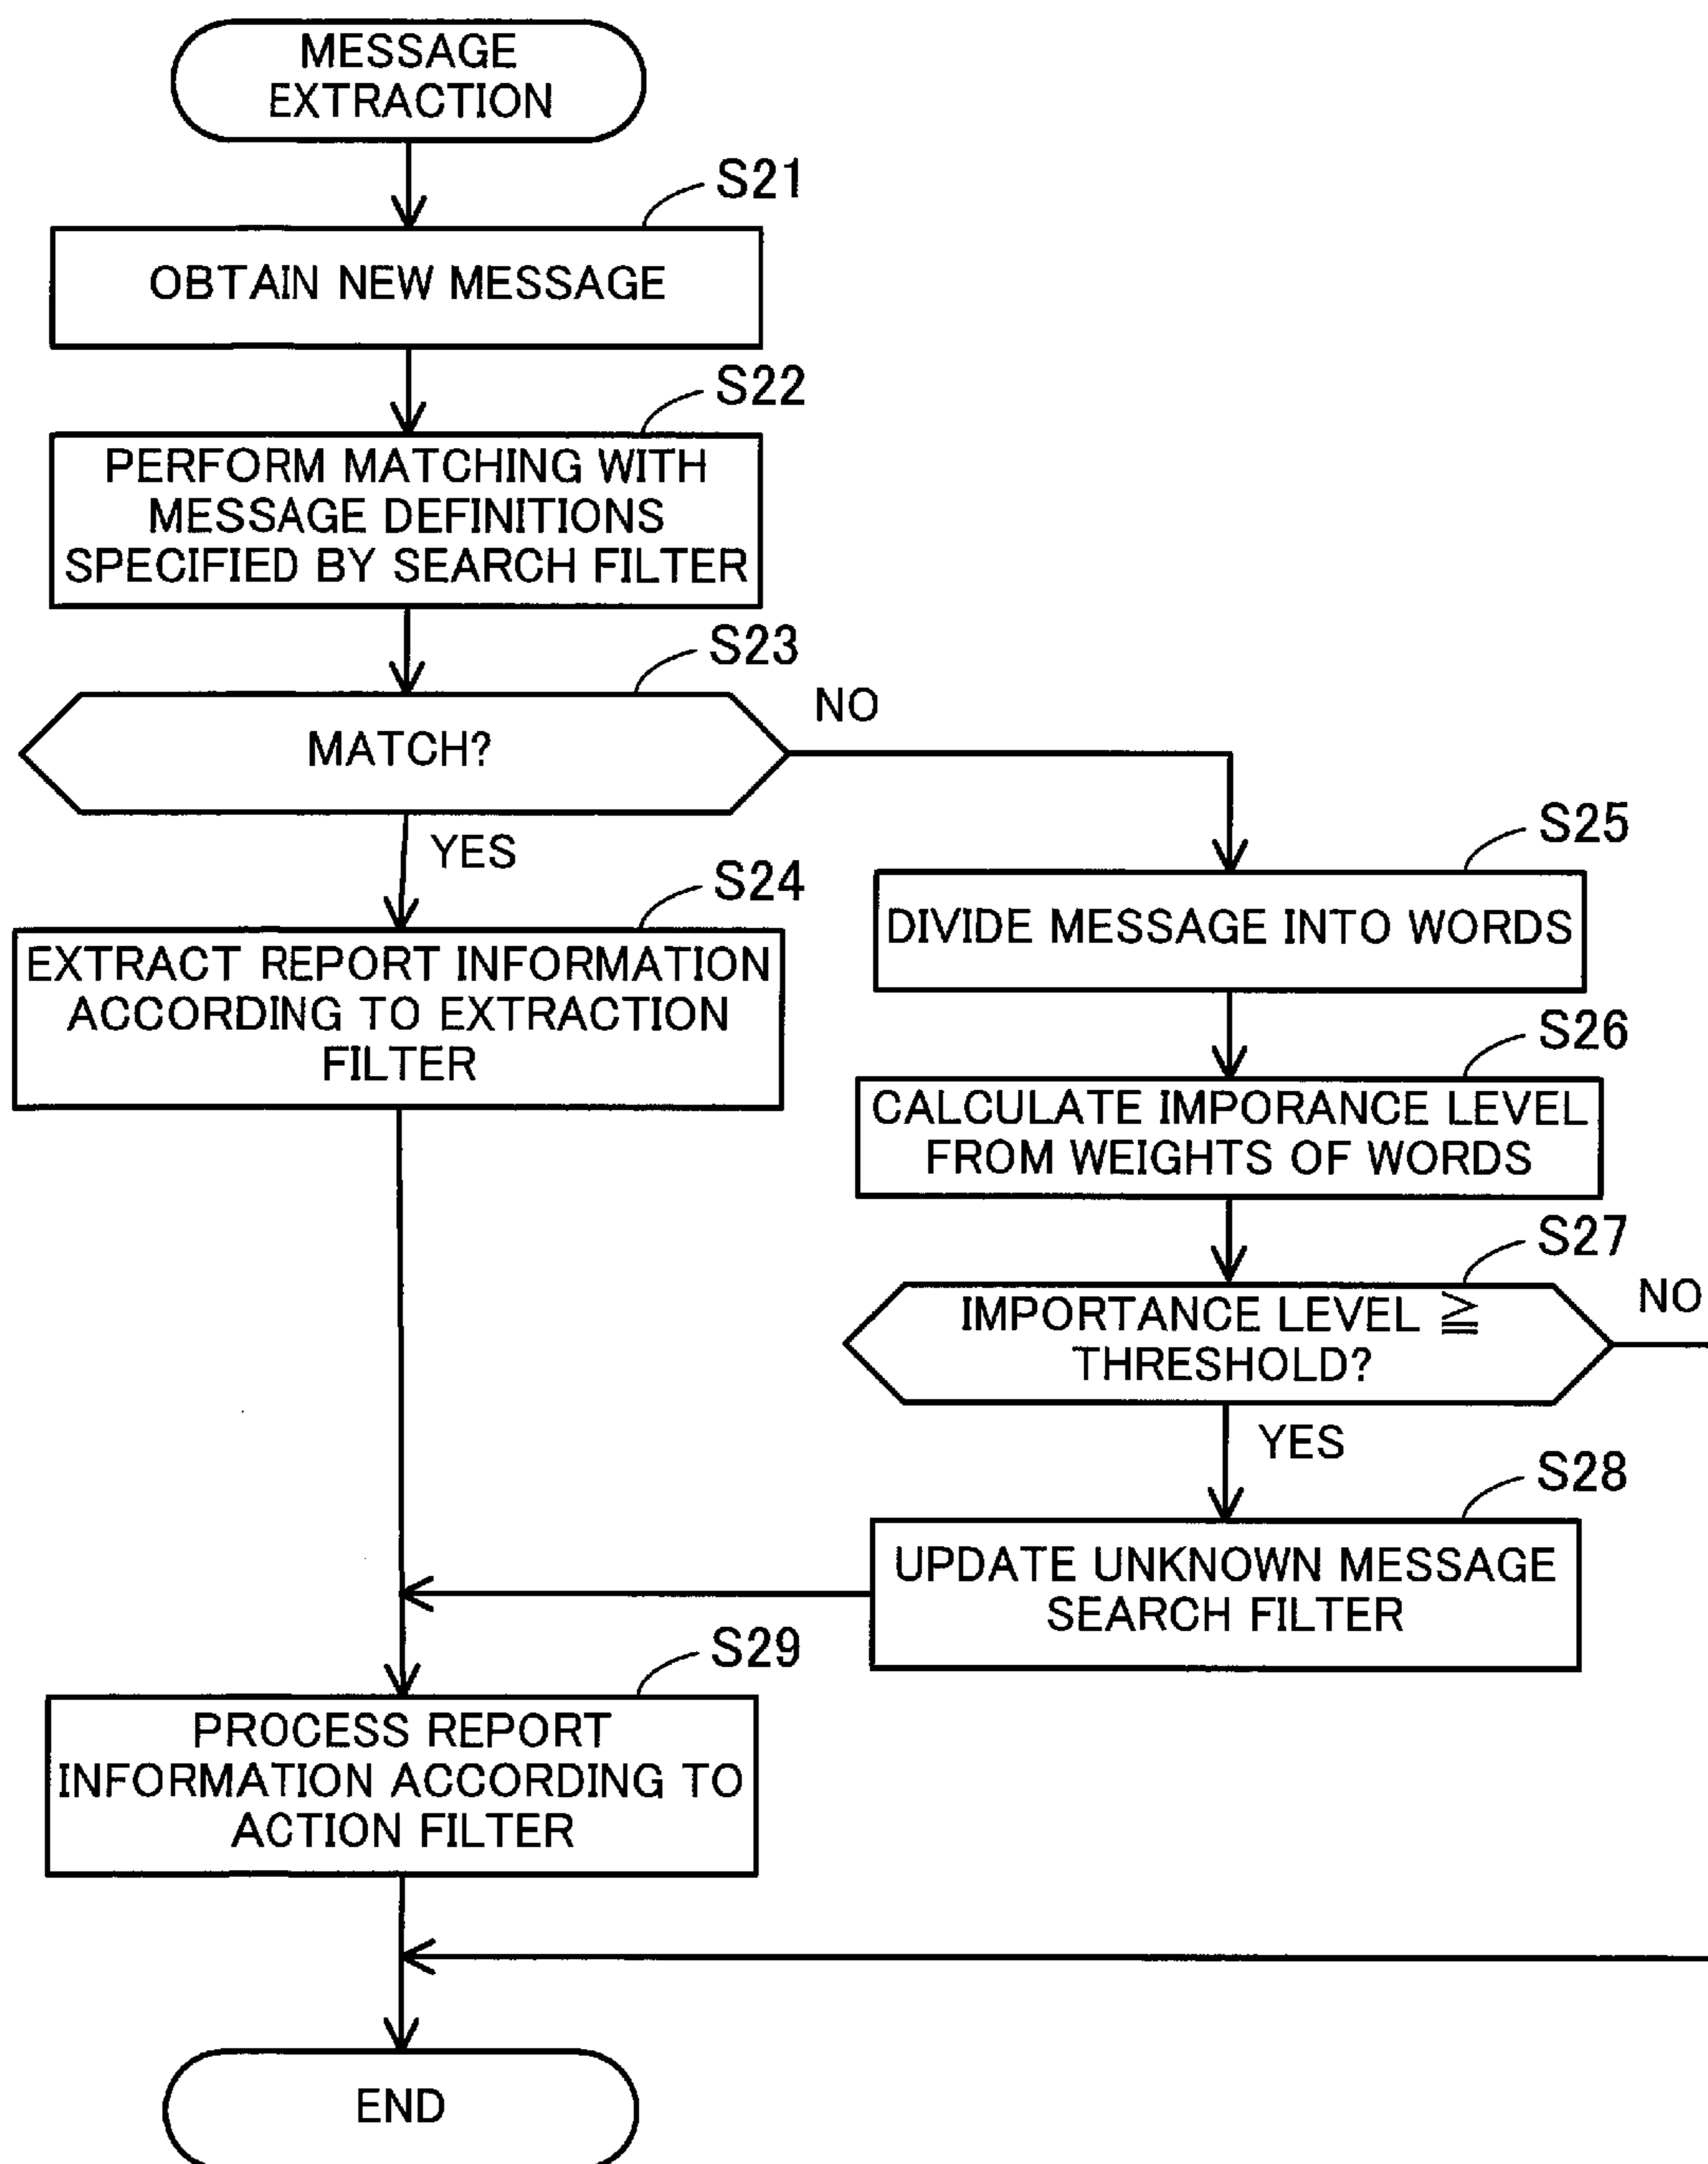 MESSAGE
EXTRACTION
S21
OBTAIN NEW MESSAGE
S22
PERFORM MATCHING WITH
MESSAGE DEFINITIONS
SPECIFIED BY SEARCH FILTER
S23
MATCH?
NO
YES
S24
EXTRACT REPORT INFORMATION
ACCORDING TO EXTRACTION
FILTER
S25
DIVIDE MESSAGE INTO WORDS
S26
CALCULATE IMPORANCE LEVEL
FROM WEIGHTS OF WORDS
S27
IMPORTANCE LEVEL ≧
THRESHOLD?
NO
YES
S28
UPDATE UNKNOWN MESSAGE
SEARCH FILTER
S29
PROCESS REPORT
INFORMATION ACCORDING TO
ACTION FILTER
END